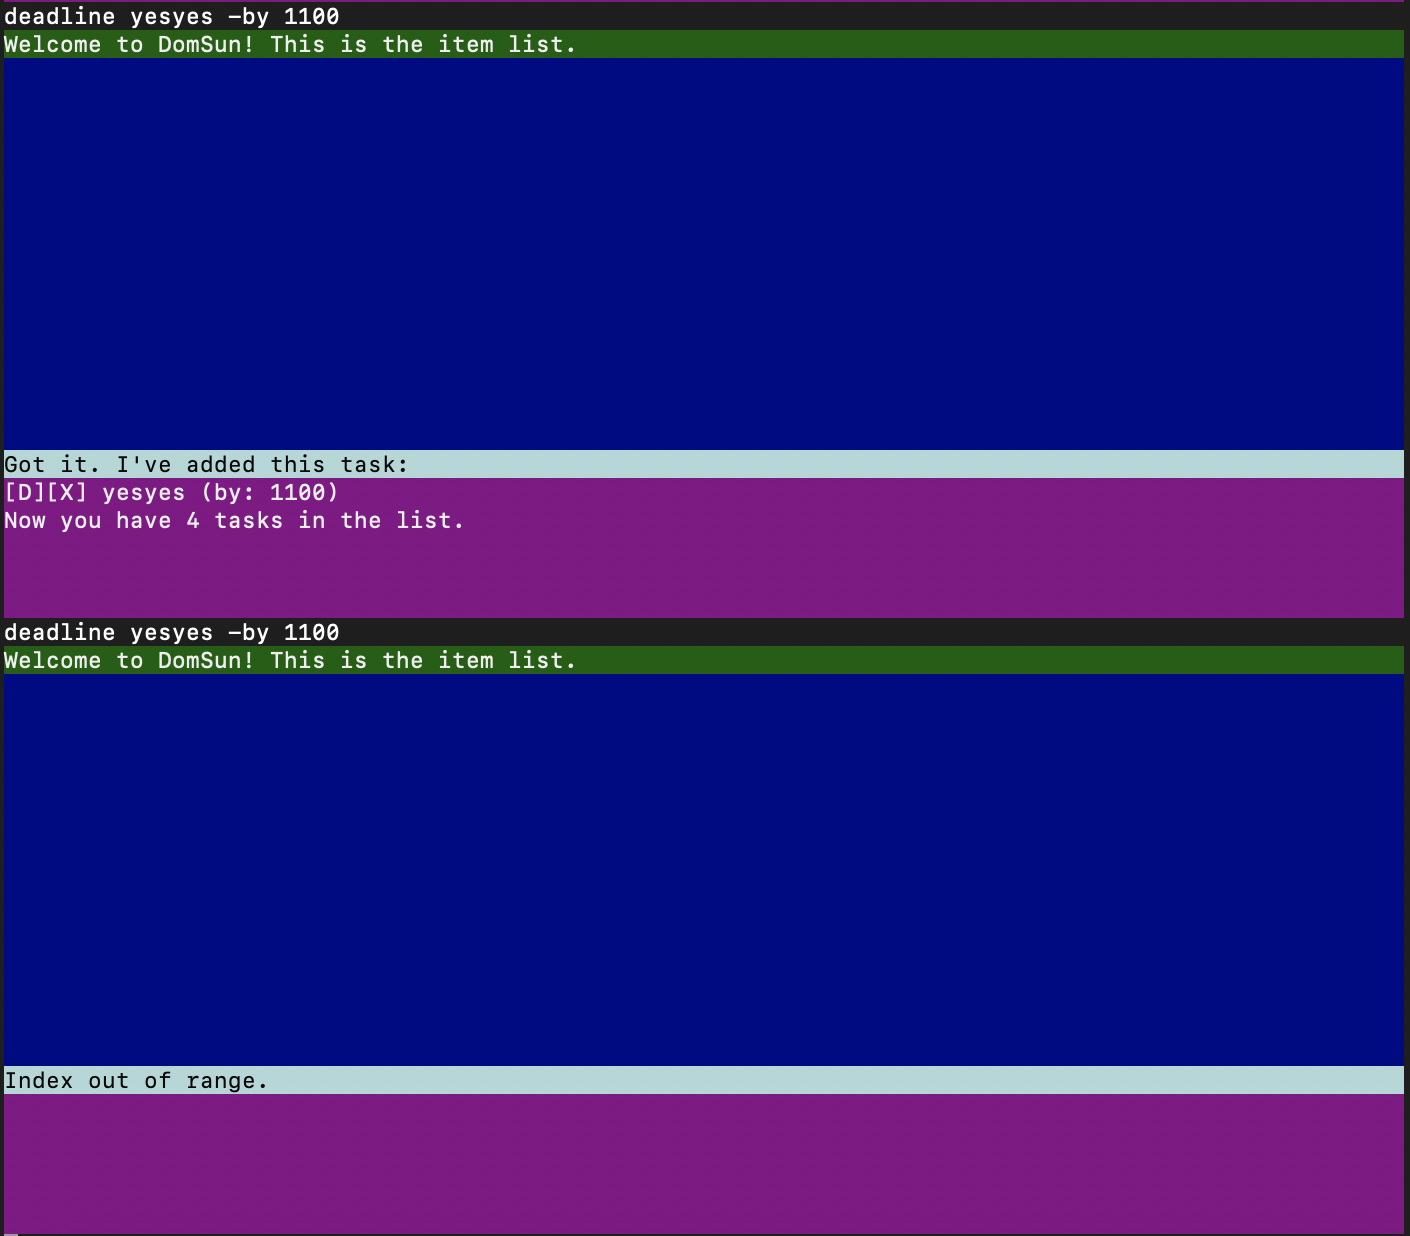 deadline yesyes -by 1100
Welcome to DomSun! This is the item list.
Got it. I've added this task:
[D][X] yesyes (by: 1100)
Now you have 4 tasks in the list.
deadline yesyes -by 1100
Welcome to DomSun! This is the item list.
Index out of range.